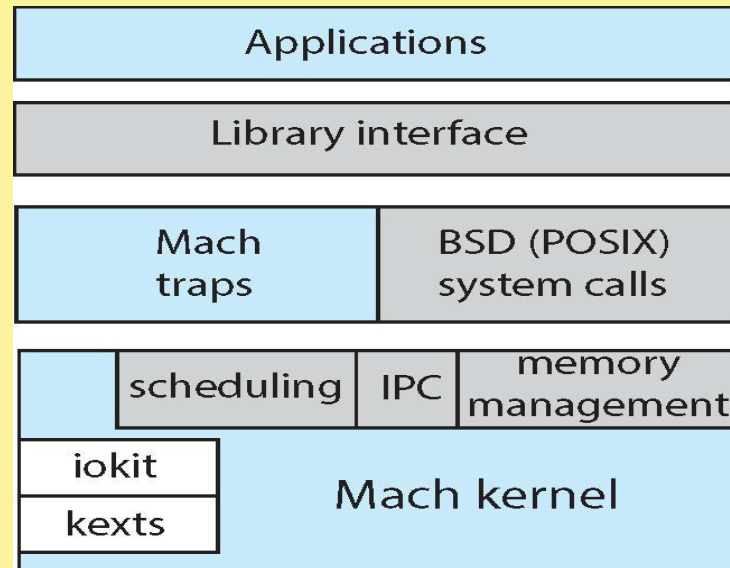 Applications
Library interface
Mach
traps
BSD (POSIX)
system calls
scheduling
IPC
memory
management
iokit
kexts
Mach kernel